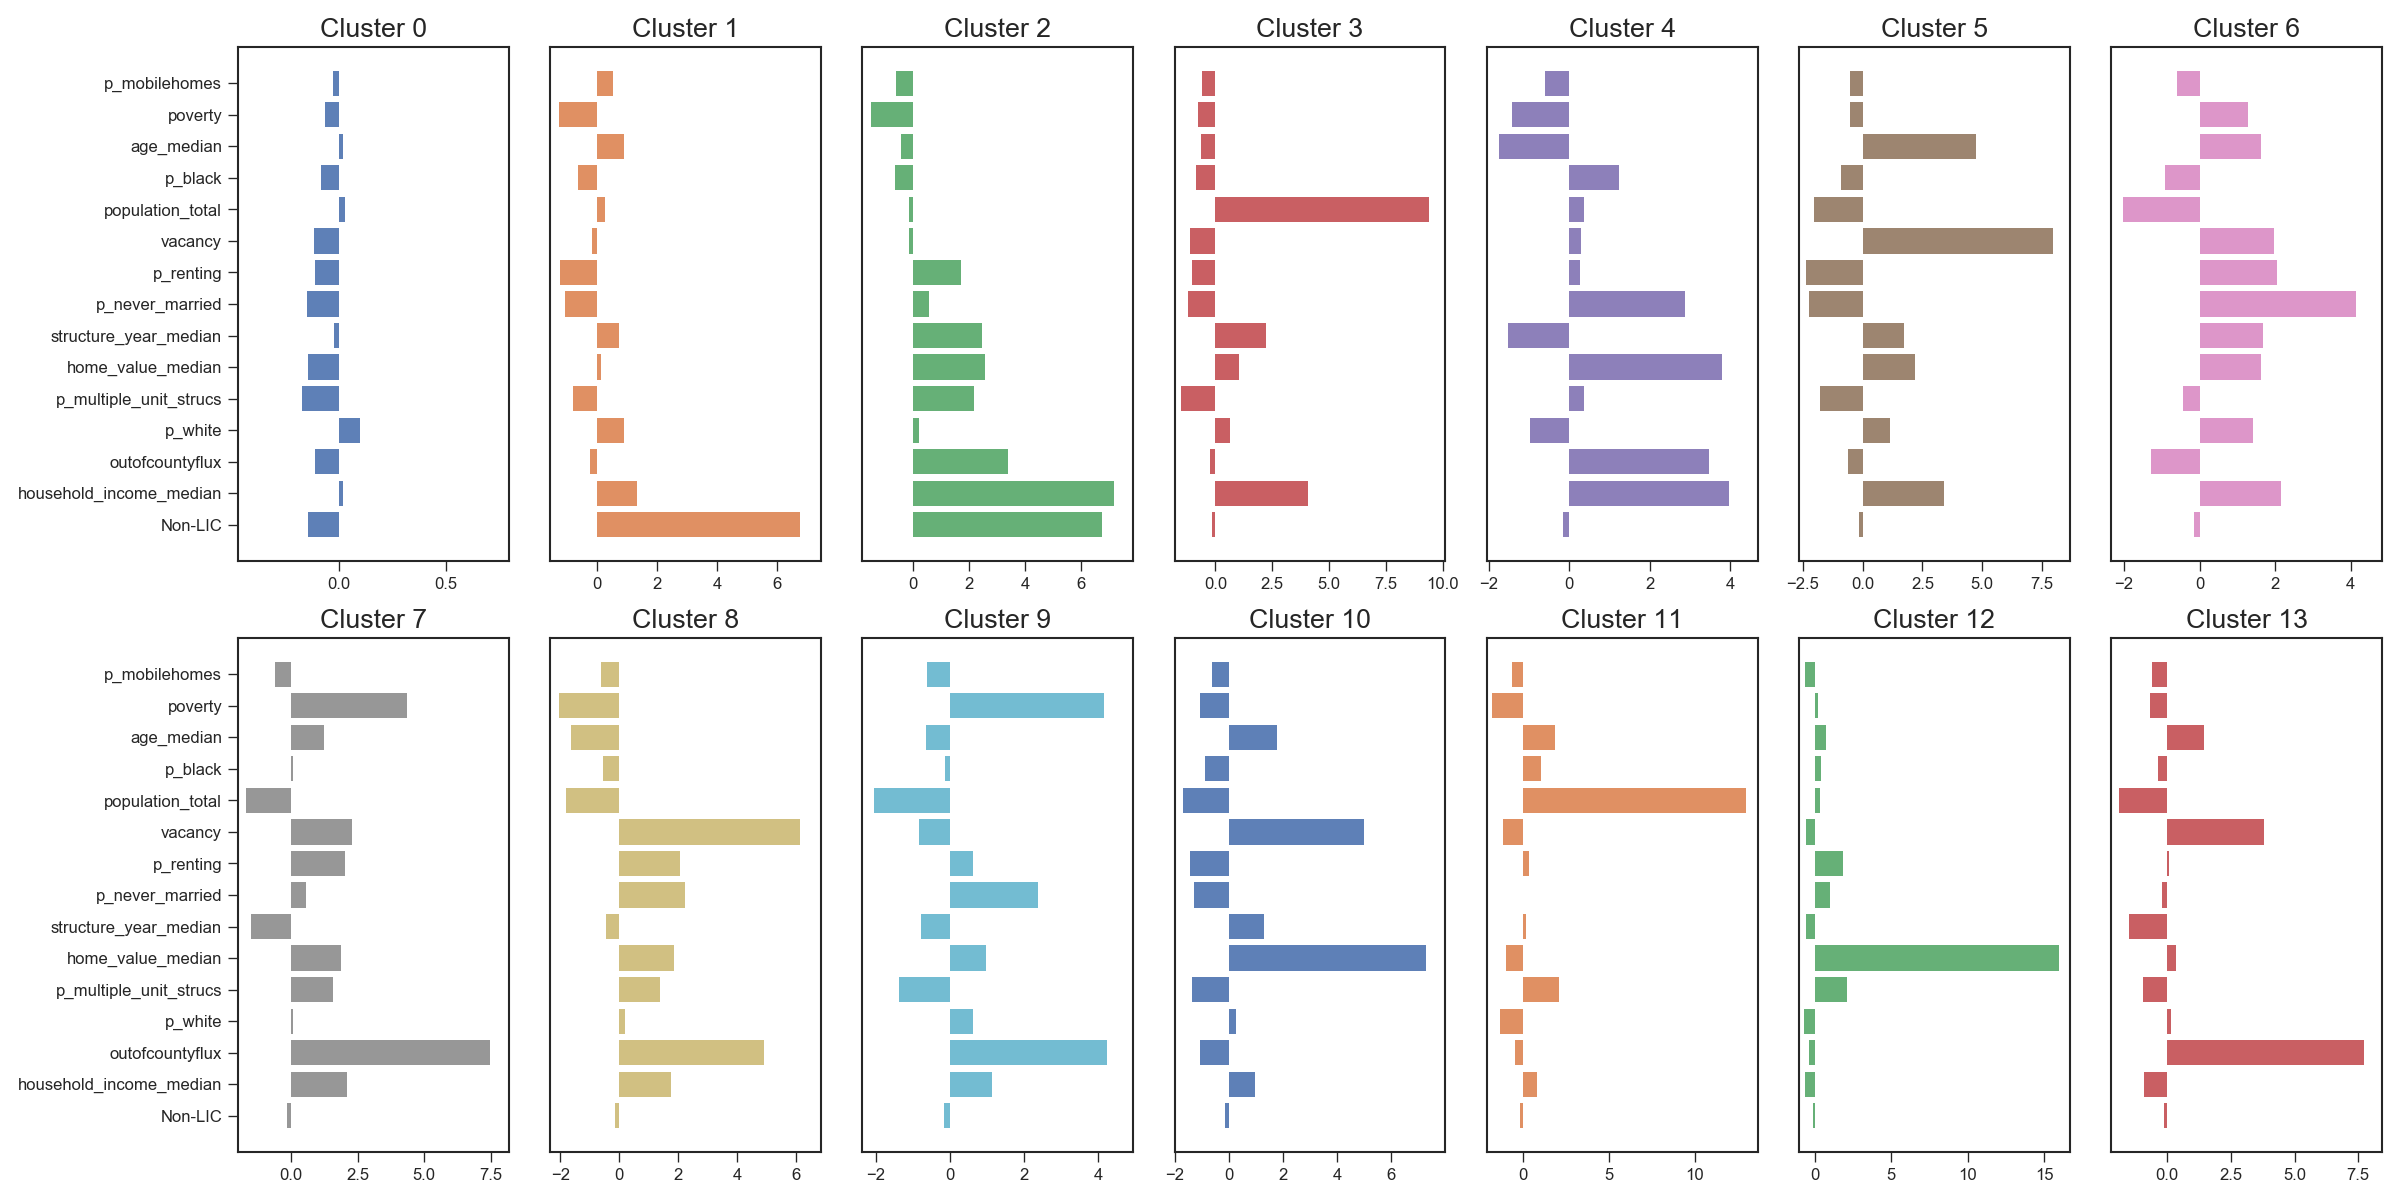 Cluster 0 Cluster 1 Cluster 2 Cluster 3 Cluster 4 Cluster 5 Cluster 6
p_mobilehomes
poverty
age_median
p_black
population_total
vacancy
p_renting
p_never_married
structure_year_median
home_value_median
p_multiple_unit_strucs
p_white
outofcountyflux
household_income_median
Non-LIC
0.0 0.5 0 2 4 6 0 2 4 6 0.0 2.5 5.0 7.5 10.0 −2 0 2 4 −2.5 0.0 2.5 5.0 7.5 −2 0 2 4
Cluster 7 Cluster 8 Cluster 9 Cluster 10 Cluster 11 Cluster 12 Cluster 13
p_mobilehomes
poverty
age_median
p_black
population_total
vacancy
p_renting
p_never_married
structure_year_median
home_value_median
p_multiple_unit_strucs
p_white
outofcountyflux
household_income_median
Non-LIC
0.0 2.5 5.0 7.5 −2 0 2 4 6 −2 0 2 4 −2 0 2 4 6 0 5 10 0 5 10 15 0.0 2.5 5.0 7.5